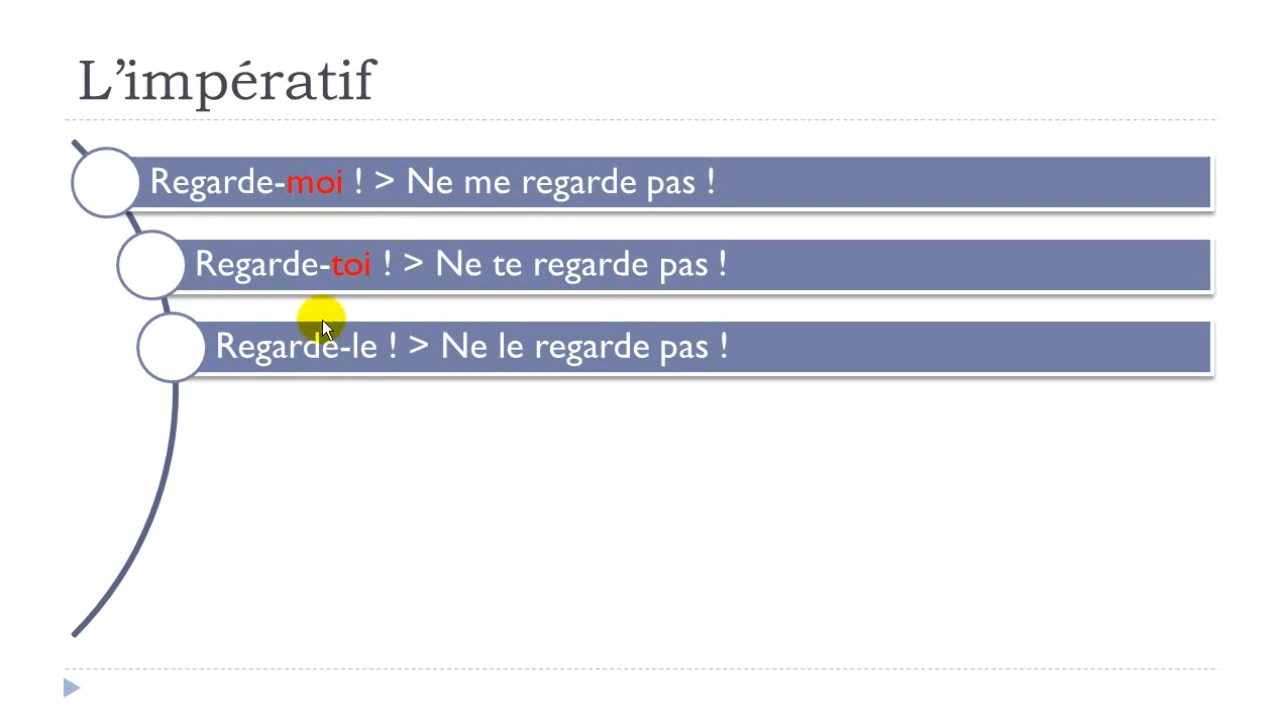 L’impératif
Regarde-moi ! > Ne me regarde pas !
Regarde-toi ! > Ne te regarde pas !
Regarde-le ! > Ne le regarde pas !